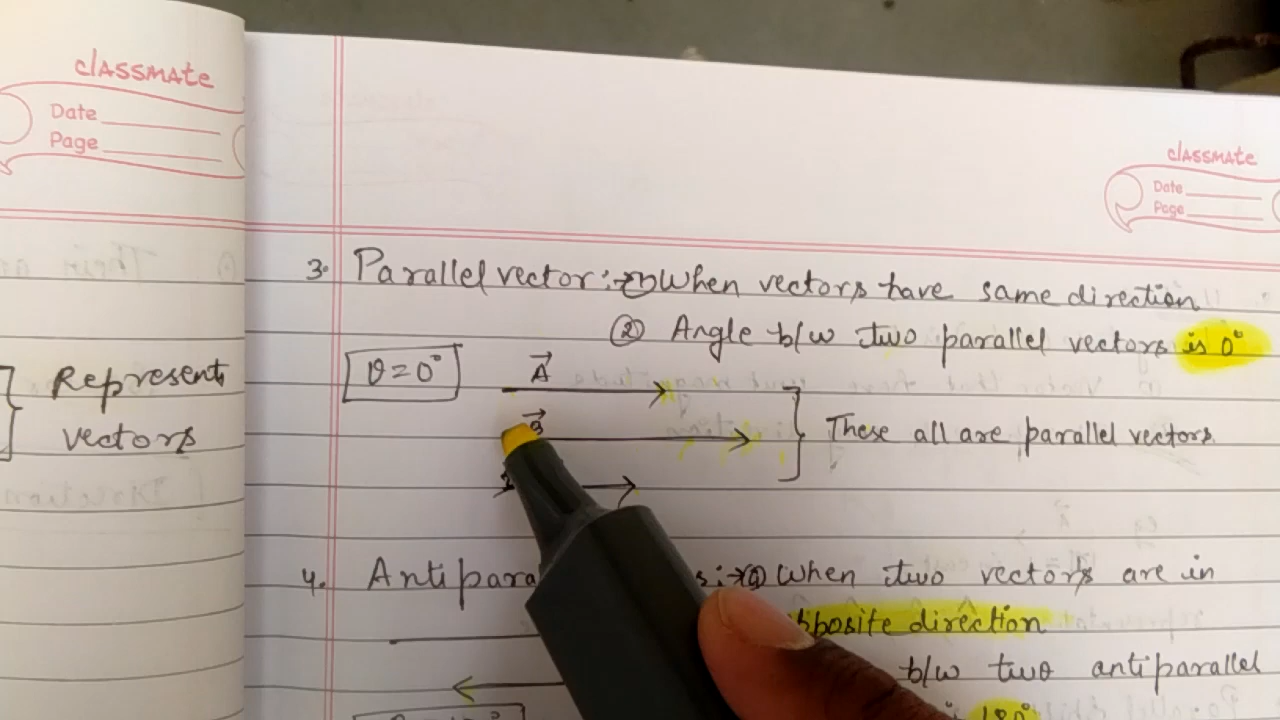 classmate
Date
Page
classmate
Date
Page
3. Parallel vector :→① When vectors have same direction
② Angle b/w two parallel vectors is 0°
θ = 0°
A
B
These all are parallel vectors
Represent
vectors
4. When two vectors are in
direction
b/w two antiparallel
180°